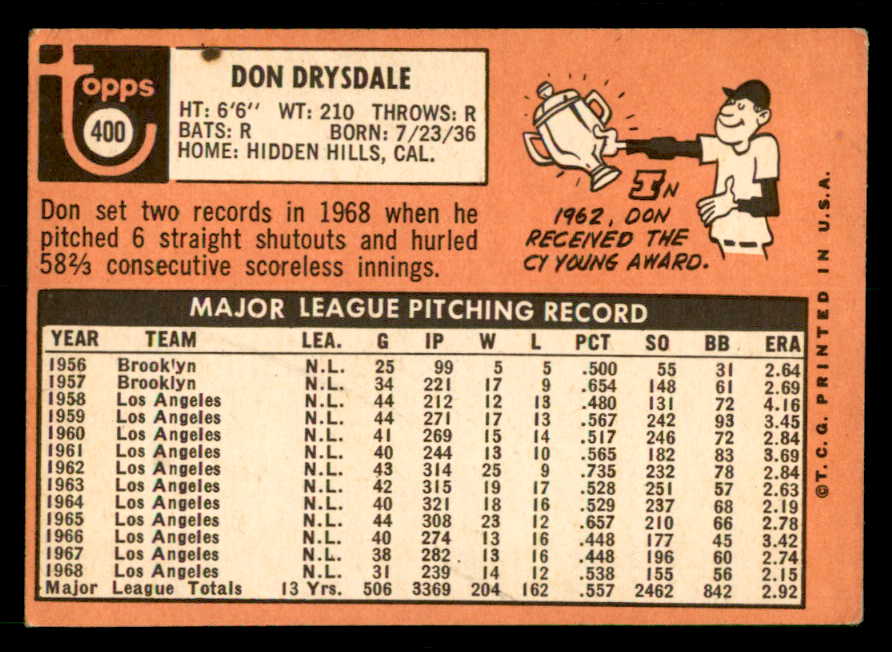 topps
400
DON DRYSDALE
HT: 6'6" WT: 210 THROWS: R
BATS: R BORN: 7/23/36
HOME: HIDDEN HILLS, CAL.
Don set two records in 1968 when he
pitched 6 straight shutouts and hurled
58⅔ consecutive scoreless innings.
IN
1962, DON
RECEIVED THE
CY YOUNG AWARD.
MAJOR LEAGUE PITCHING RECORD
YEAR TEAM LEA. G IP W L PCT SO BB ERA
1956 Brooklyn N.L. 25 99 5 5 .500 55 31 2.64
1957 Brooklyn N.L. 34 221 17 9 .654 148 61 2.69
1958 Los Angeles N.L. 44 212 12 13 .480 131 72 4.16
1959 Los Angeles N.L. 44 271 17 13 .567 242 93 3.45
1960 Los Angeles N.L. 41 269 15 14 .517 246 72 2.84
1961 Los Angeles N.L. 40 244 13 10 .565 182 83 3.69
1962 Los Angeles N.L. 43 314 25 9 .735 232 78 2.84
1963 Los Angeles N.L. 42 315 19 17 .528 251 57 2.63
1964 Los Angeles N.L. 40 321 18 16 .529 237 68 2.19
1965 Los Angeles N.L. 44 308 23 12 .657 210 66 2.78
1966 Los Angeles N.L. 40 274 13 16 .448 177 45 3.42
1967 Los Angeles N.L. 38 282 13 16 .448 196 60 2.74
1968 Los Angeles N.L. 31 239 14 12 .538 155 56 2.15
Major League Totals 13 Yrs. 506 3369 204 162 .557 2462 842 2.92
©T.C.G. PRINTED IN U.S.A.